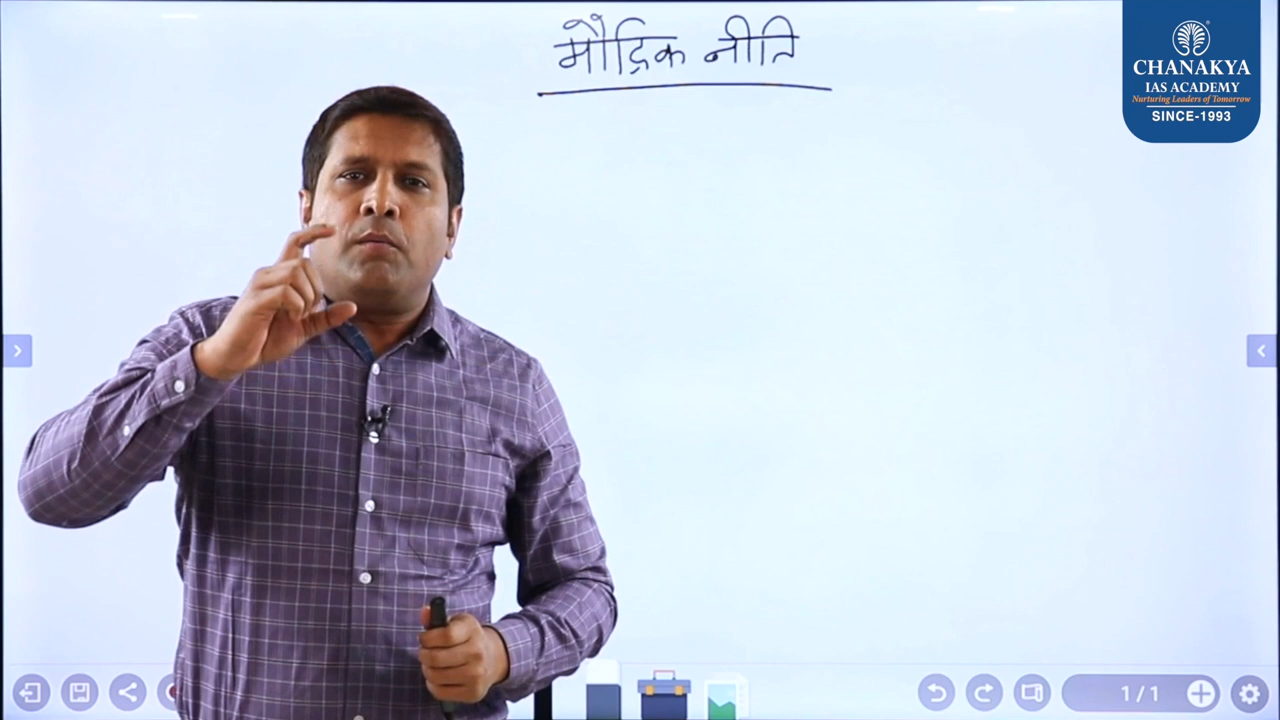 मौद्रिक नीति
CHANAKYA
IAS ACADEMY
Nurturing Leaders of Tomorrow
SINCE-1993
1/1